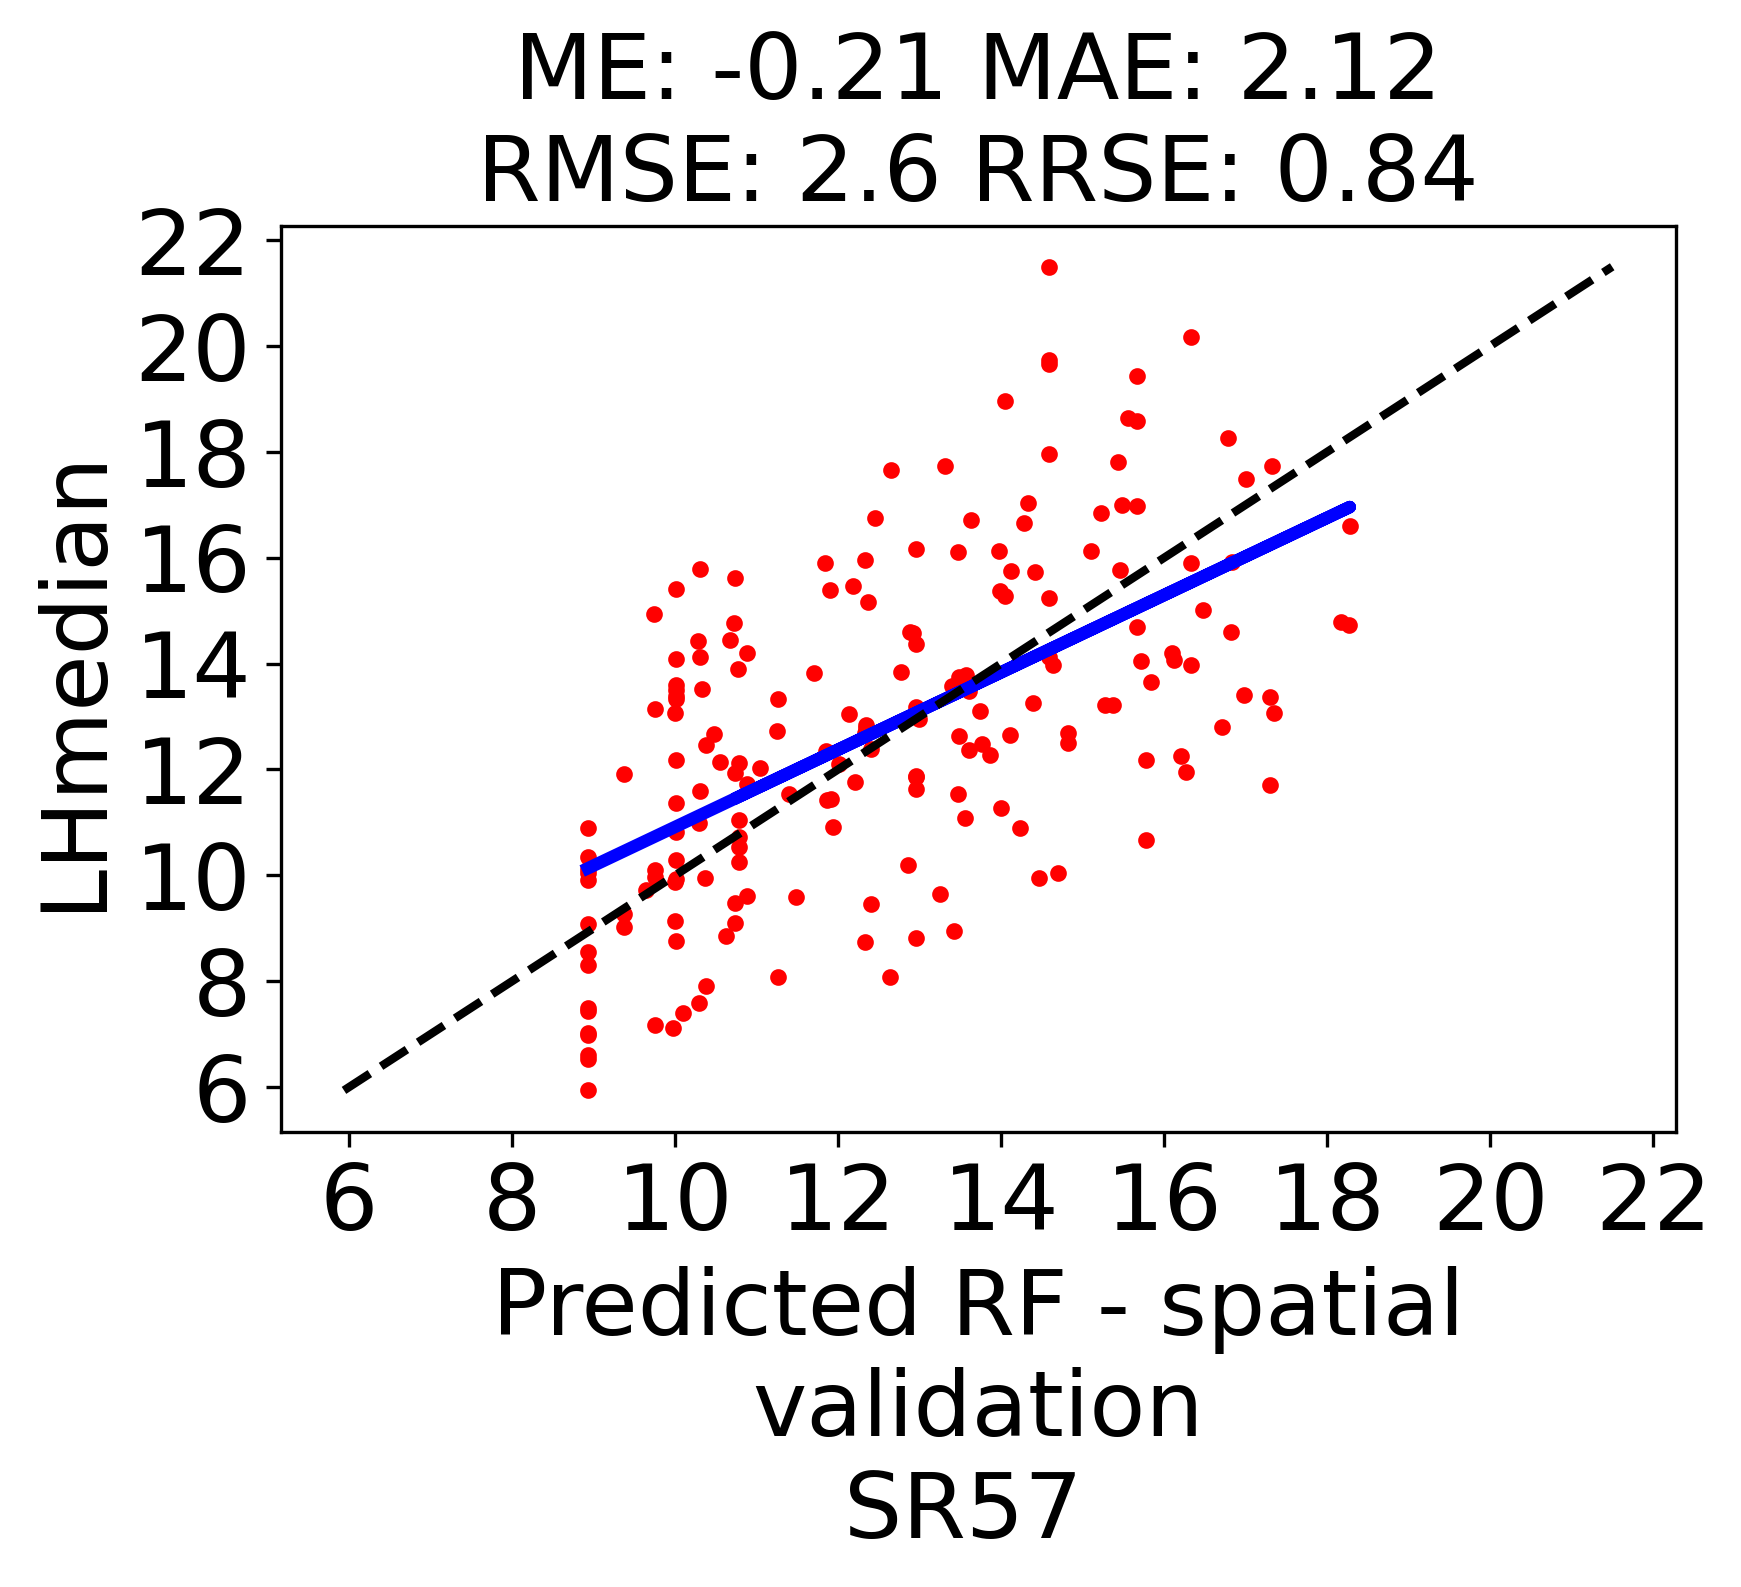 ME: -0.21 MAE: 2.12
RMSE: 2.6 RRSE: 0.84
22
20
18
16
14
12
10
8
6
LHmedian
6 8 10 12 14 16 18 20 22
Predicted RF - spatial
validation
SR57